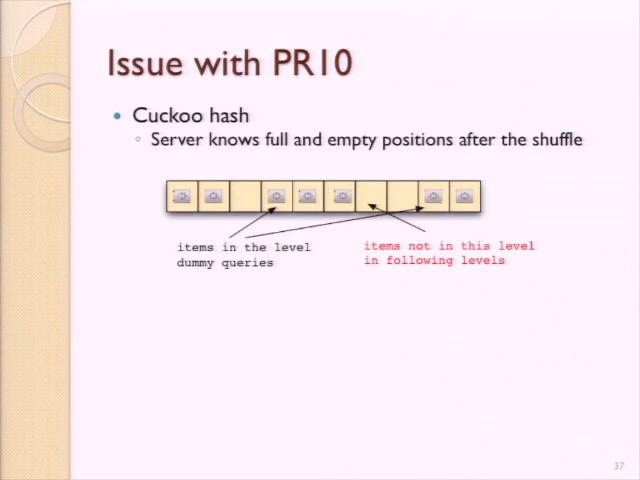 Issue with PR10
Cuckoo hash
Server knows full and empty positions after the shuffle
items in the level
dummy queries
items not in this level
in following levels
37